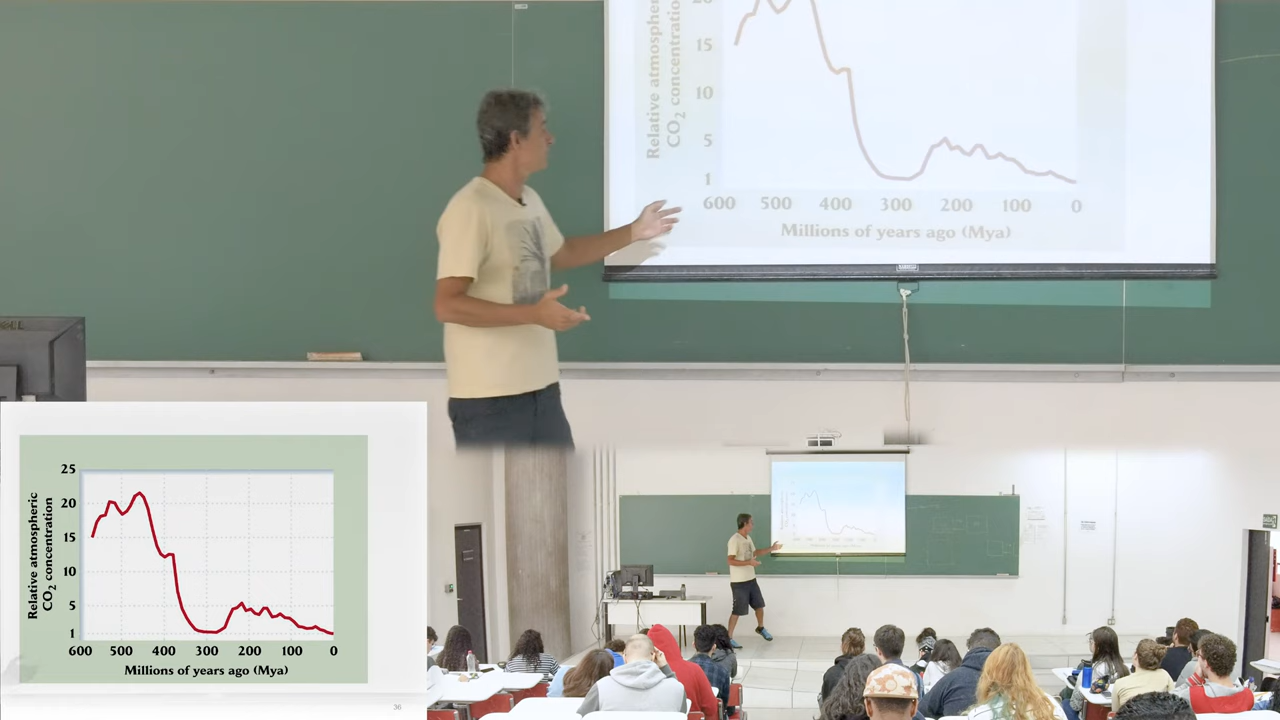 Relative atmospheric
CO2 concentration
20
15
10
5
1
600 500 400 300 200 100 0
Millions of years ago (Mya)
Relative atmospheric
CO2 concentration
25
20
15
10
5
1
600 500 400 300 200 100 0
Millions of years ago (Mya)
36